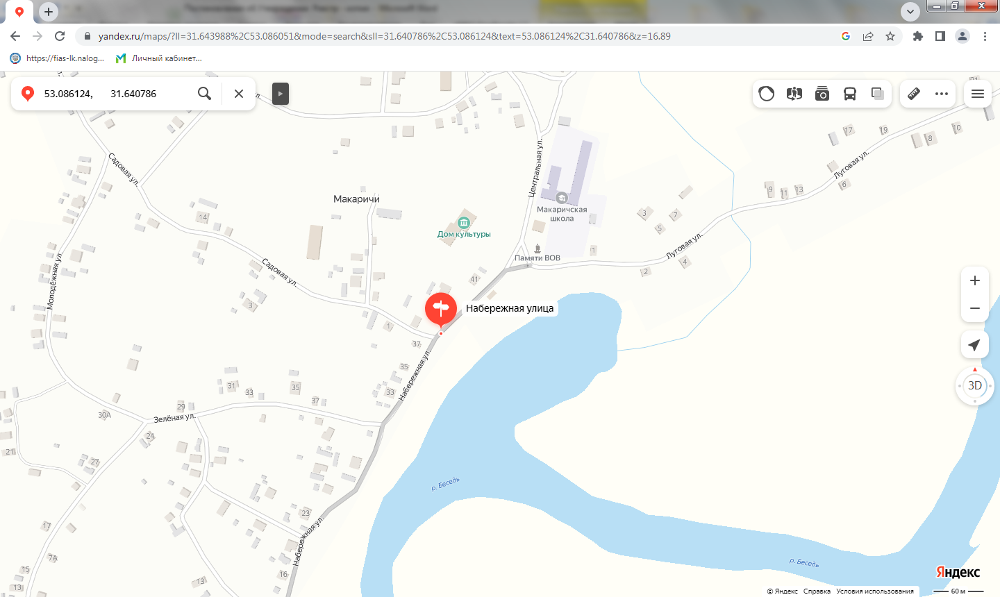 yandex.ru/maps/?ll=31.643988%2C53.086051&mode=search&sll=31.640786%2C53.086124&text=53.086124%2C31.640786&z=16.89
https://fias-lk.nalog...
Личный кабинет...
53.086124, 31.640786
17
19
10
8
Садовая ул.
Центральная ул.
Луговая ул.
9
11
13
6
Макаричи
Макаричская
школа
14
3
7
5
Дом культуры
Луговая ул.
1
Памяти ВОВ
2
4
Молодёжная ул.
Садовая ул.
41
3
Набережная улица
1
37
Набережная ул.
35
31
33
35
33
37
3D
29
30А
Зелёная ул.
24
21
27
р. Беседь
23
17
Набережная ул.
7А
15
16
13
13
р. Беседь
Яндекс
© Яндекс Справка Условия использования
60 м